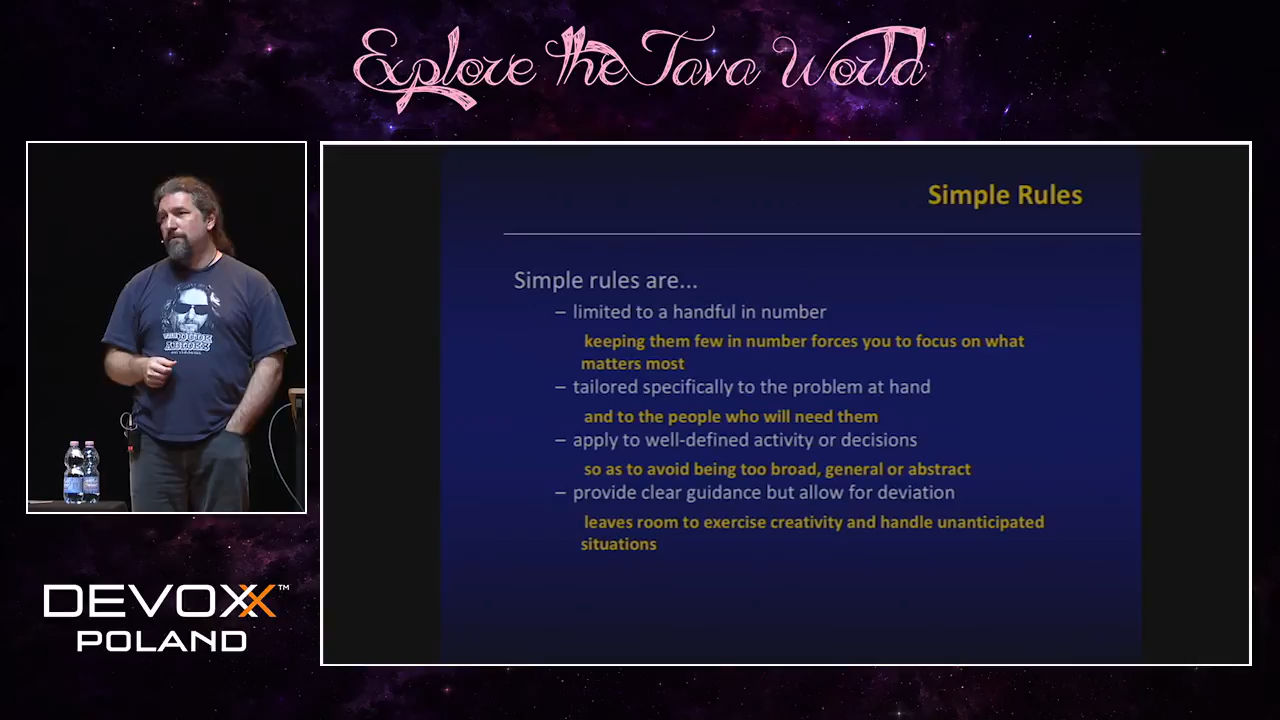 Explore the Java World
THE DUDE
ABIDES
Simple Rules
Simple rules are...
– limited to a handful in number
keeping them few in number forces you to focus on what
matters most
– tailored specifically to the problem at hand
and to the people who will need them
– apply to well-defined activity or decisions
so as to avoid being too broad, general or abstract
– provide clear guidance but allow for deviation
leaves room to exercise creativity and handle unanticipated
situations
DEVOXX™
POLAND